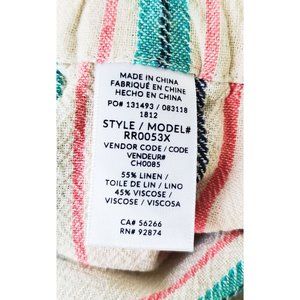 MADE IN CHINA
FABRIQUÉ EN CHINE
HECHO EN CHINA
PO# 131493 / 083118
1812
STYLE / MODEL#
RR0053X
VENDOR CODE / CODE
VENDEUR#
CH0085
55% LINEN /
TOILE DE LIN / LINO
45% VISCOSE /
VISCOSE / VISCOSA
CA# 56266
RN# 92874